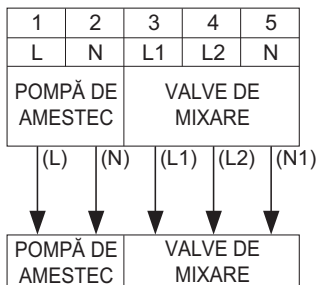 1 2 3 4 5
L N L1 L2 N
POMPĂ DE VALVE DE
AMESTEC MIXARE
(L) (N) (L1) (L2) (N1)
POMPĂ DE VALVE DE
AMESTEC MIXARE